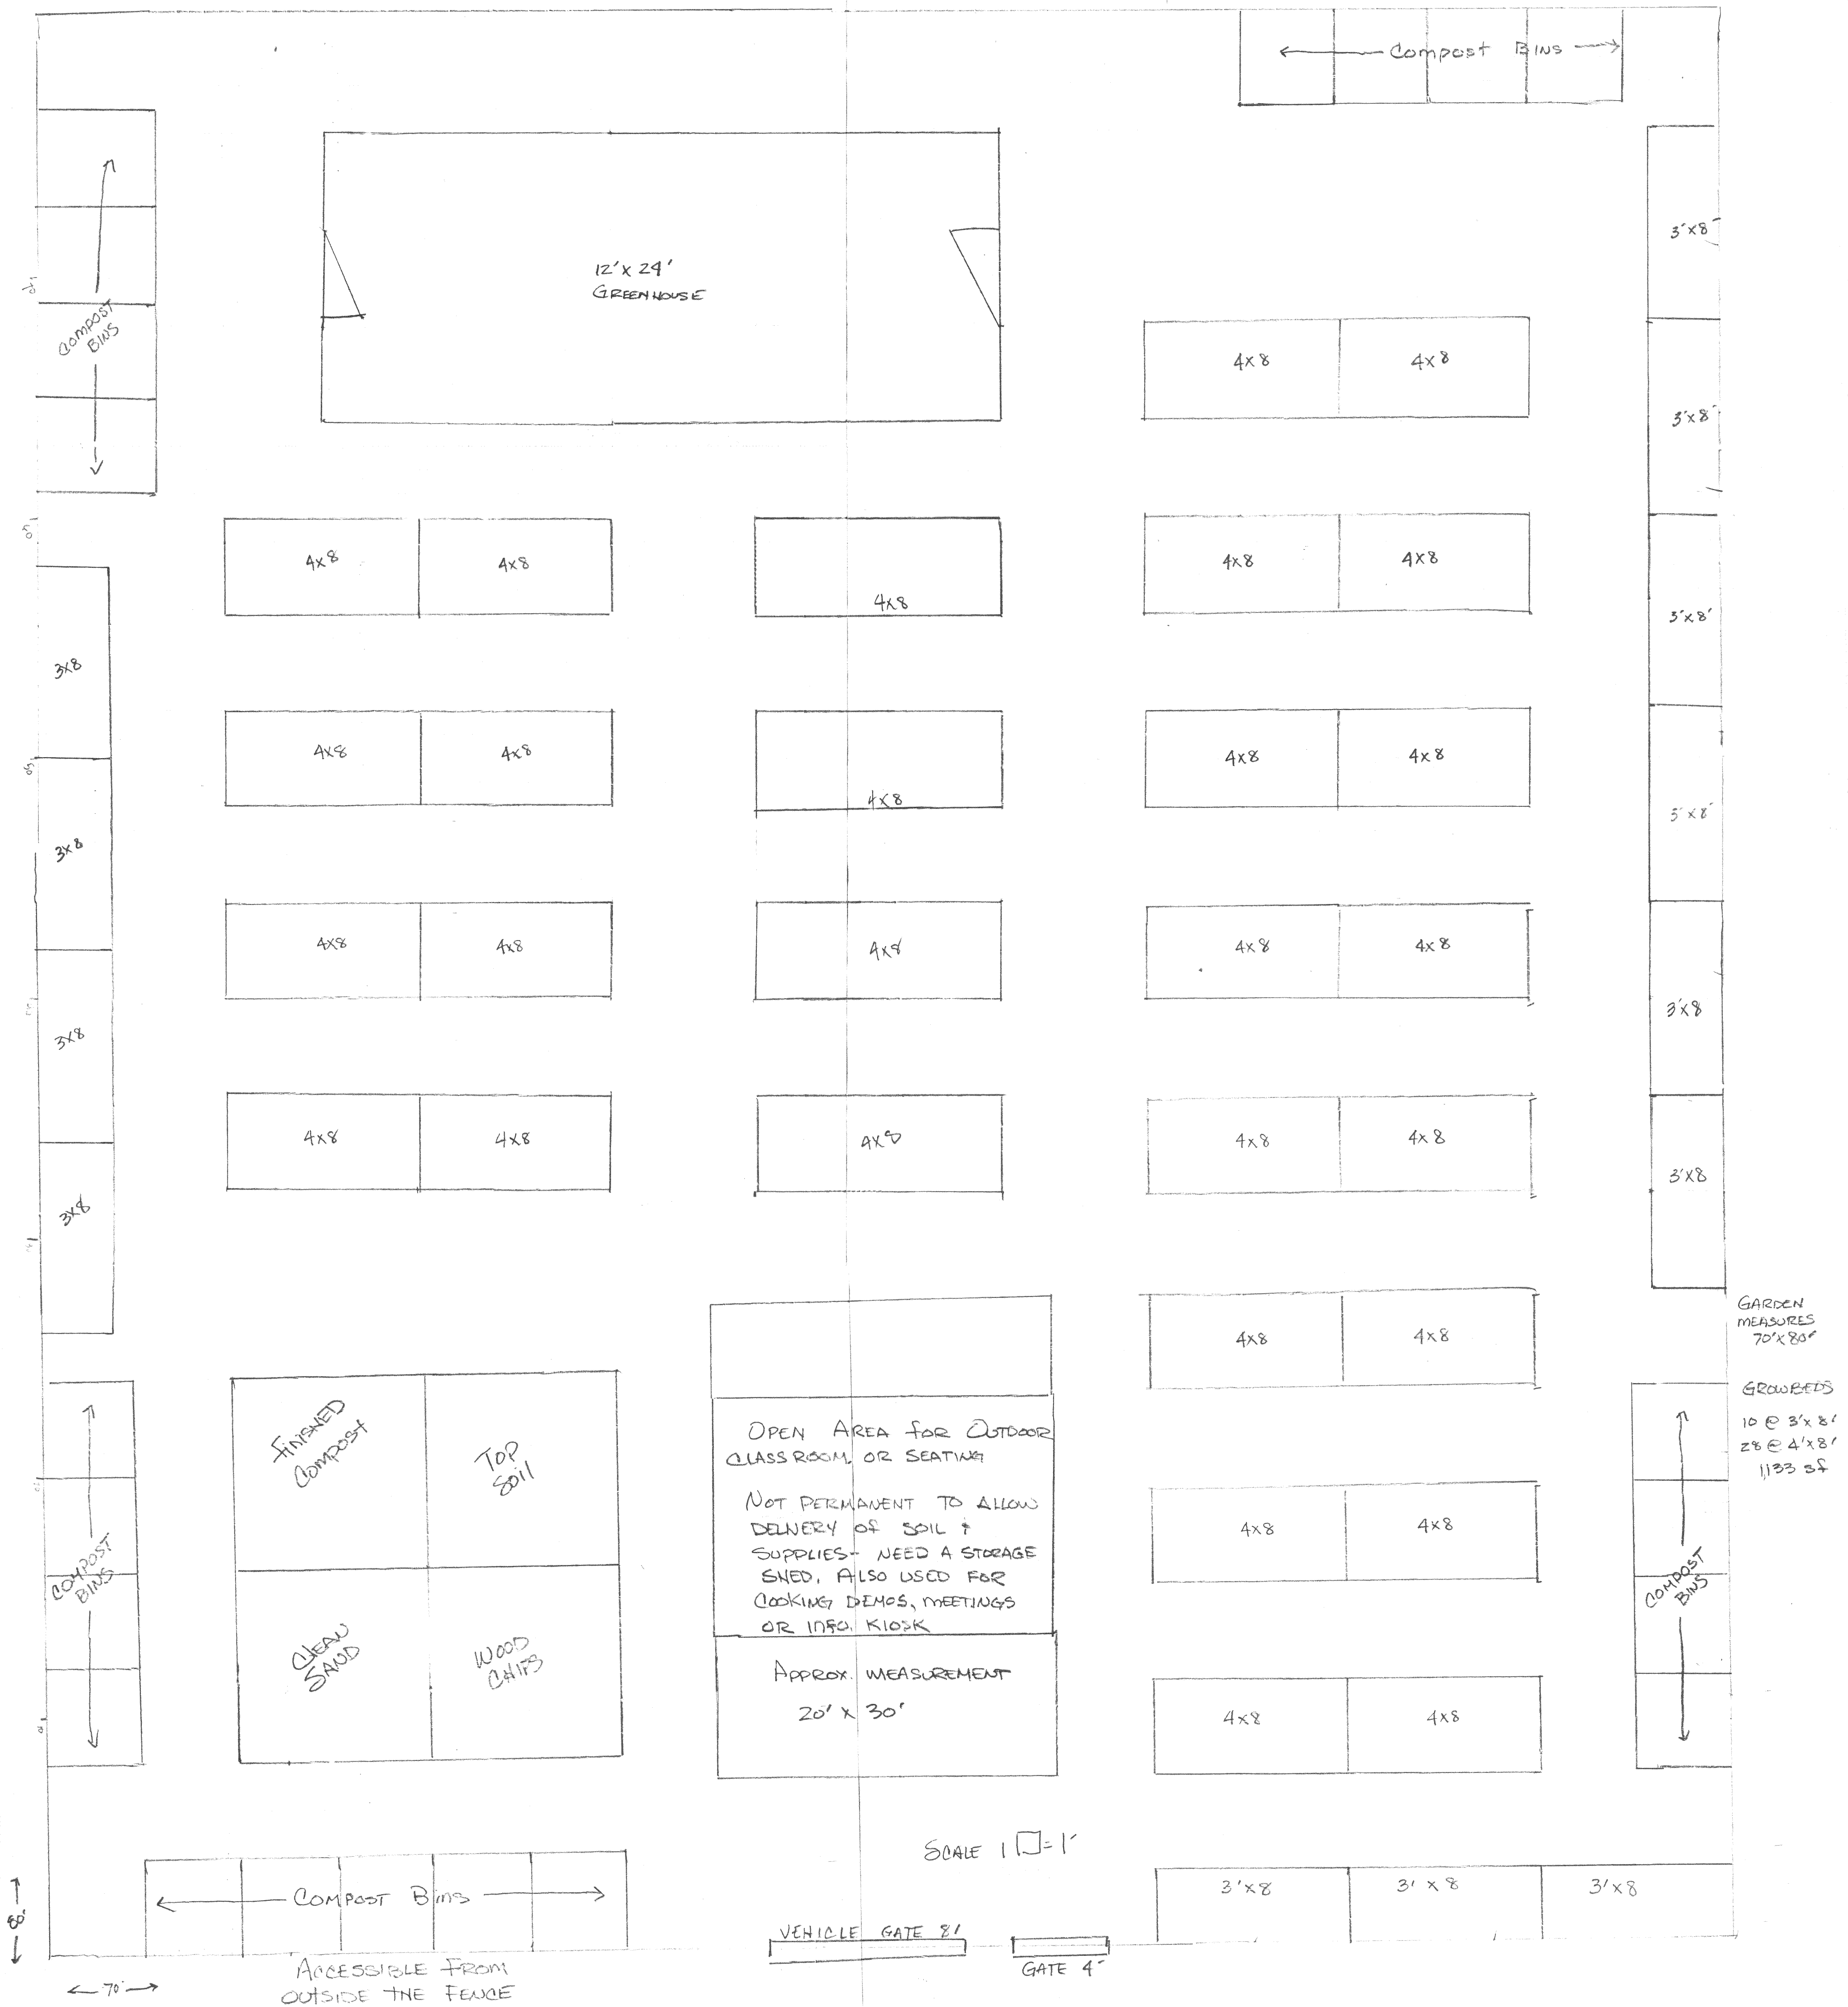 ← Compost Bins →
3'x8'
12'x 24'
GREENHOUSE
COMPOST
BINS
4x8
4x8
3'x8'
4x8
4x8
4x8
4x8
4x8
3'x8'
3x8
4x8
4x8
4x8
4x8
4x8
3'x8'
3x8
4x8
4x8
4x8
4x8
4x8
3'x8
3x8
4x8
4x8
4x8
4x8
4x8
3'x8
3x8
GARDEN
MEASURES
70'x80'
4x8
4x8
GROWBEDS
10 @ 3'x 8'
28 @ 4'x8'
1,133 sf
FINISHED
COMPOST
TOP
SOIL
CLEAN
SAND
WOOD
CHIPS
OPEN AREA FOR OUTDOOR
CLASSROOM OR SEATING
NOT PERMANENT TO ALLOW
DELIVERY OF SOIL &
SUPPLIES- NEED A STORAGE
SHED. ALSO USED FOR
COOKING DEMOS, MEETINGS
OR INFO. KIOSK
APPROX. MEASUREMENT
20' x 30'
4x8
4x8
COMPOST
BINS
COMPOST
BINS
4x8
4x8
SCALE 1 □ = 1'
← COMPOST BINS →
3'x8
3'x8
3'x8
80'
VEHICLE GATE 8'
GATE 4'
← 70' →
ACCESSIBLE FROM
OUTSIDE THE FENCE